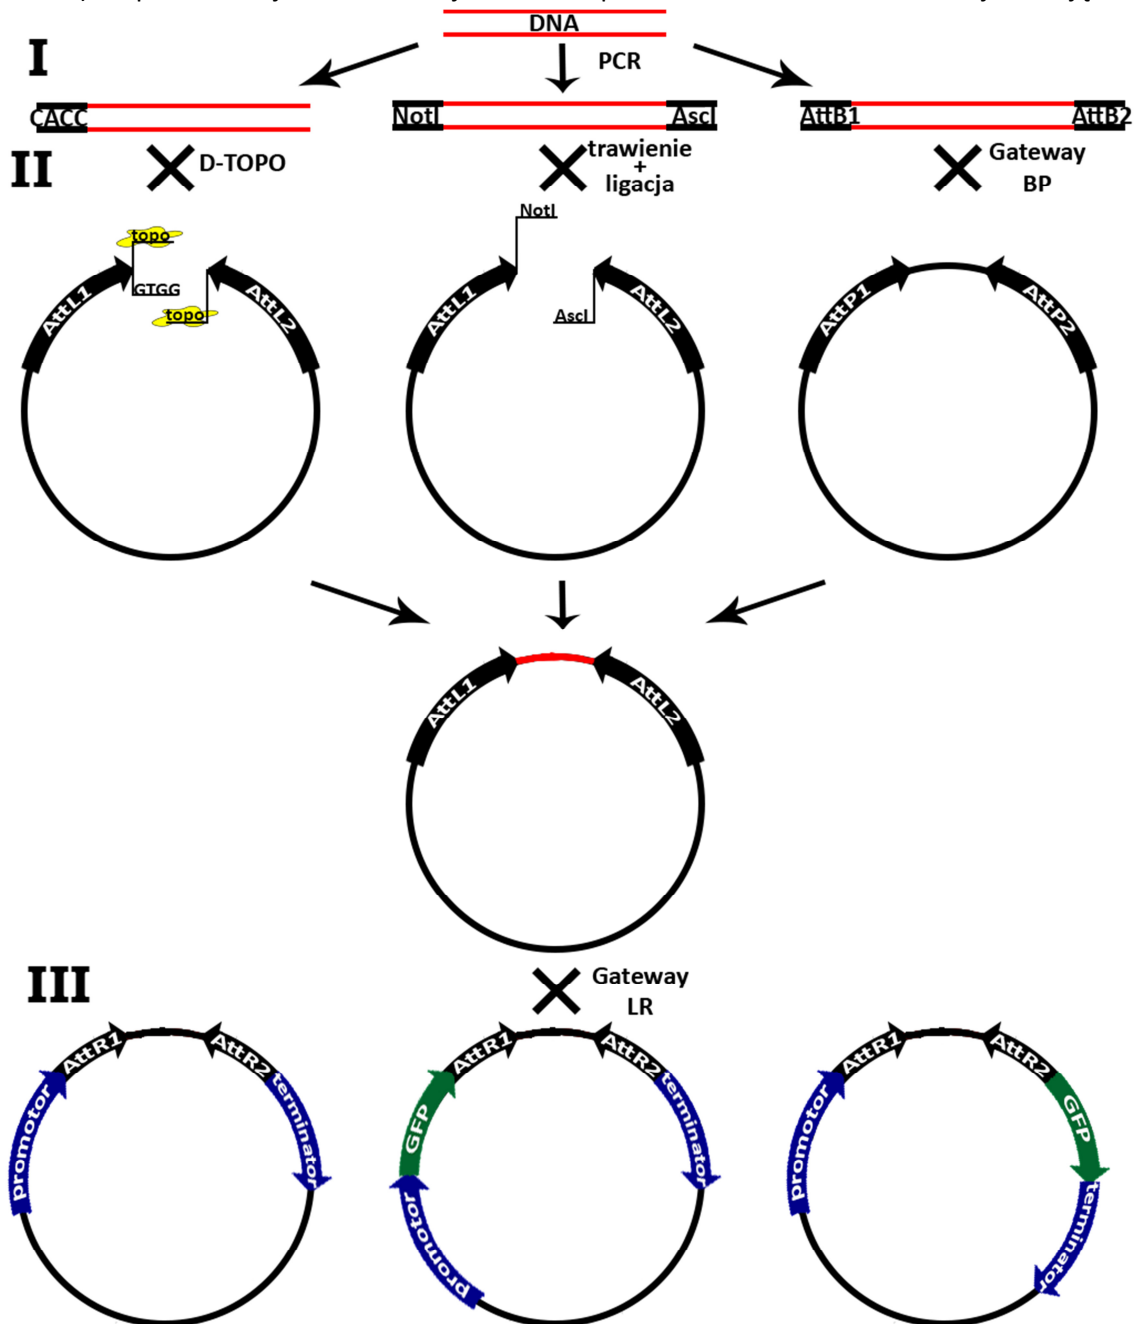 DNA
I
PCR
CACC
NotI
AscI
AttB1
AttB2
II
D-TOPO
trawienie
+
ligacja
Gateway
BP
topo
GTGG
topo
AttL1
AttL2
NotI
AscI
AttL1
AttL2
AttP1
AttP2
AttL1
AttL2
III
Gateway
LR
promotor
AttR1
AttR2
terminator
promotor
GFP
AttR1
AttR2
terminator
promotor
AttR1
AttR2
GFP
terminator